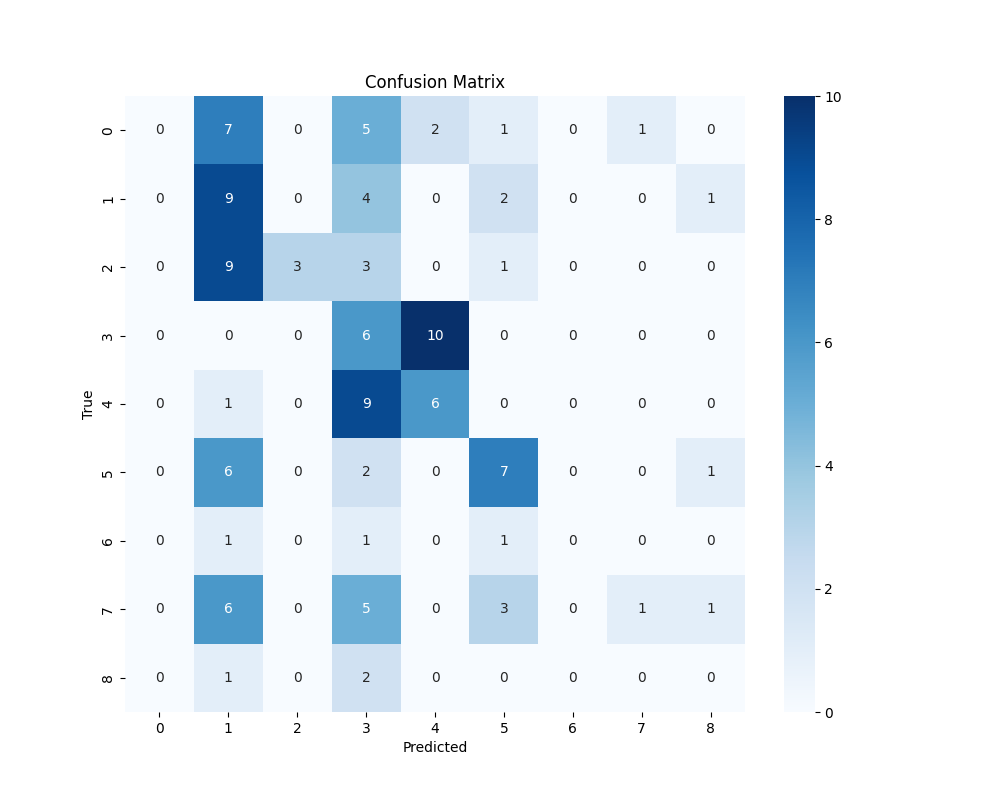 Confusion Matrix
0 0 7 0 5 2 1 0 1 0
1 0 9 0 4 0 2 0 0 1
2 0 9 3 3 0 1 0 0 0
3 0 0 0 6 10 0 0 0 0
4 0 1 0 9 6 0 0 0 0
5 0 6 0 2 0 7 0 0 1
6 0 1 0 1 0 1 0 0 0
7 0 6 0 5 0 3 0 1 1
8 0 1 0 2 0 0 0 0 0
0 1 2 3 4 5 6 7 8
Predicted
True
10
8
6
4
2
0